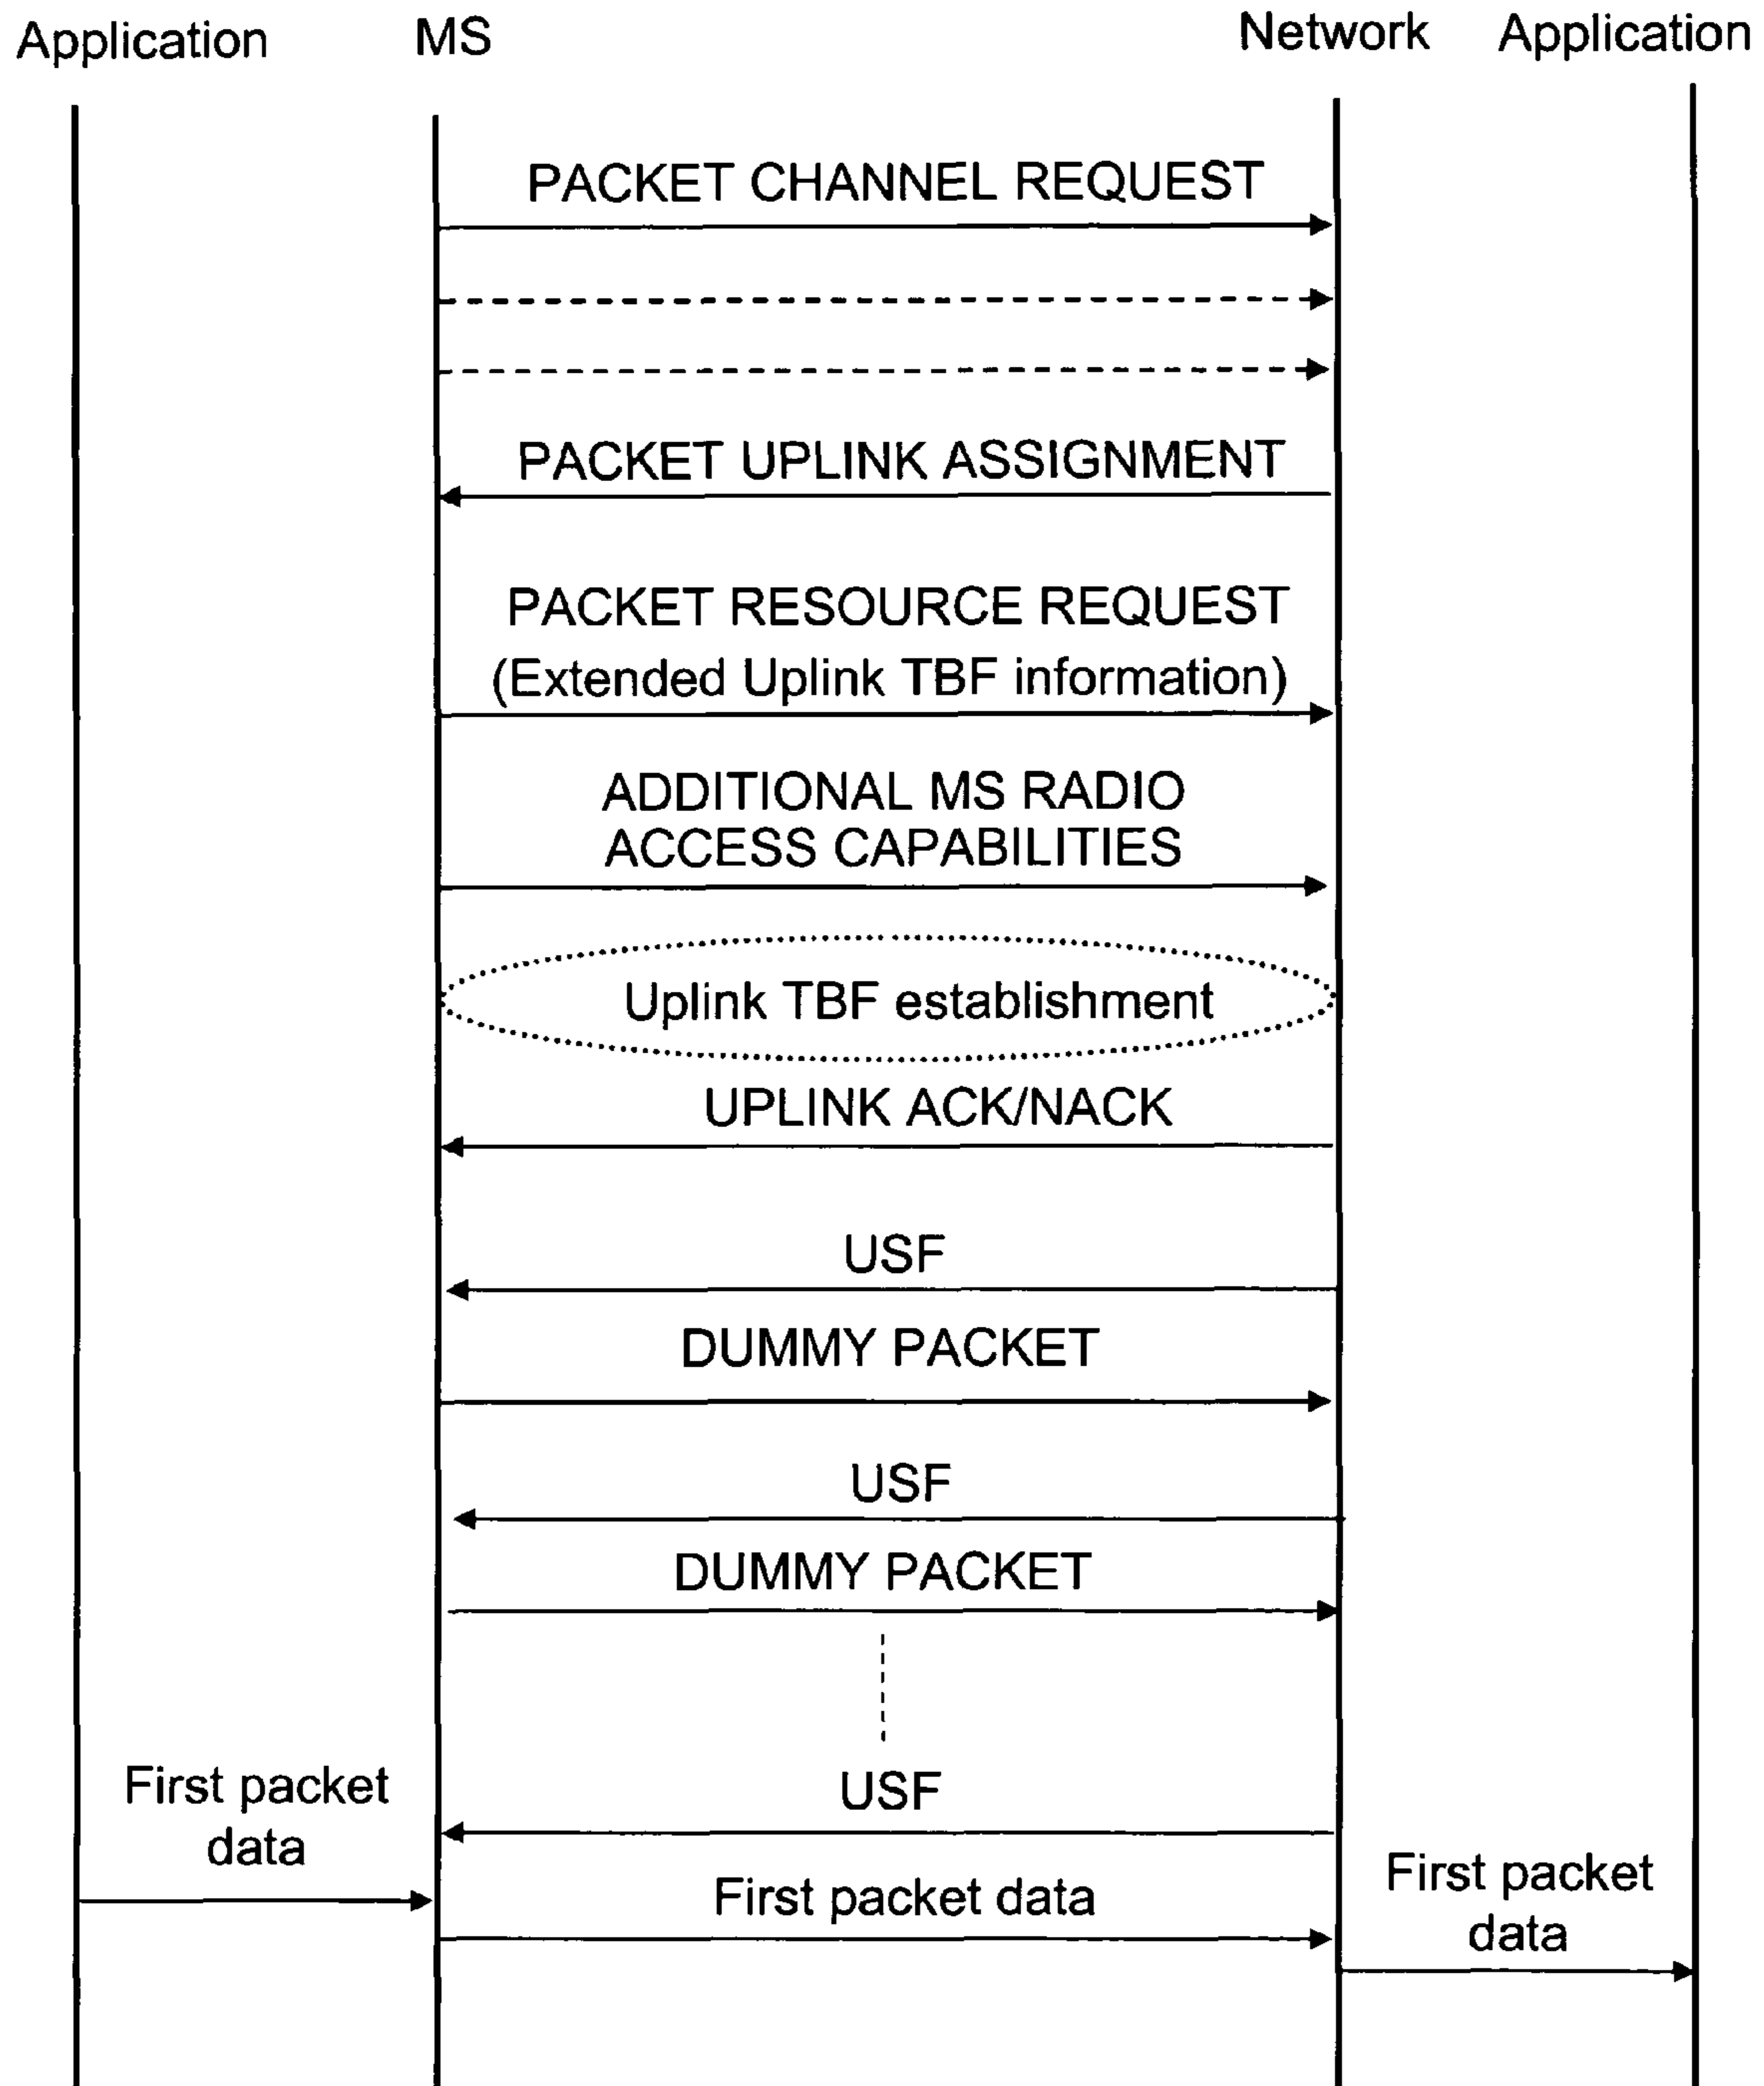 Application
MS
Network
Application
PACKET CHANNEL REQUEST
PACKET UPLINK ASSIGNMENT
PACKET RESOURCE REQUEST
(Extended Uplink TBF information)
ADDITIONAL MS RADIO
ACCESS CAPABILITIES
Uplink TBF establishment
UPLINK ACK/NACK
USF
DUMMY PACKET
USF
DUMMY PACKET
First packet
data
USF
First packet data
First packet
data